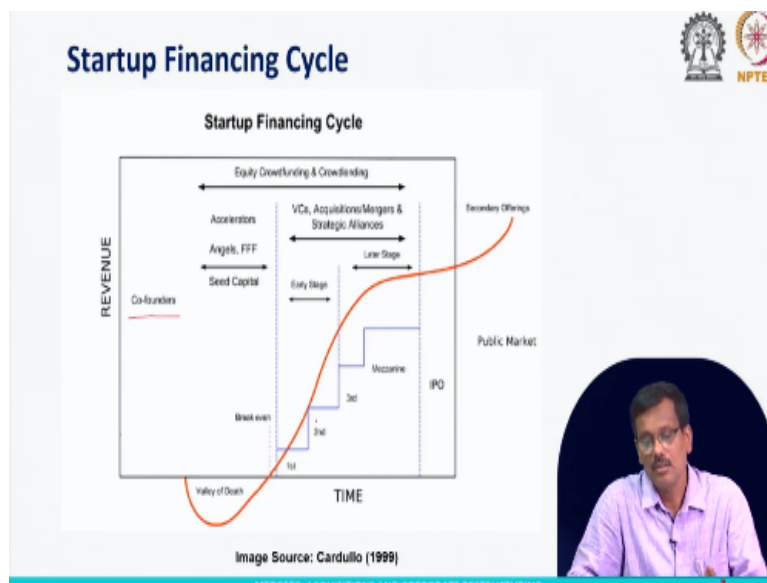 Startup Financing Cycle
NPTE
Startup Financing Cycle
Equity Crowdfunding & Crowdlending
Accelerators
Angels, FFF
Seed Capital
VCs, Acquisitions/Mergers &
Strategic Alliances
Later Stage
Early Stage
Secondary Offerings
REVENUE
Co-founders
Public Market
Mezzanine
IPO
3rd
Break even
2nd
1st
Valley of Death
TIME
Image Source: Cardullo (1999)